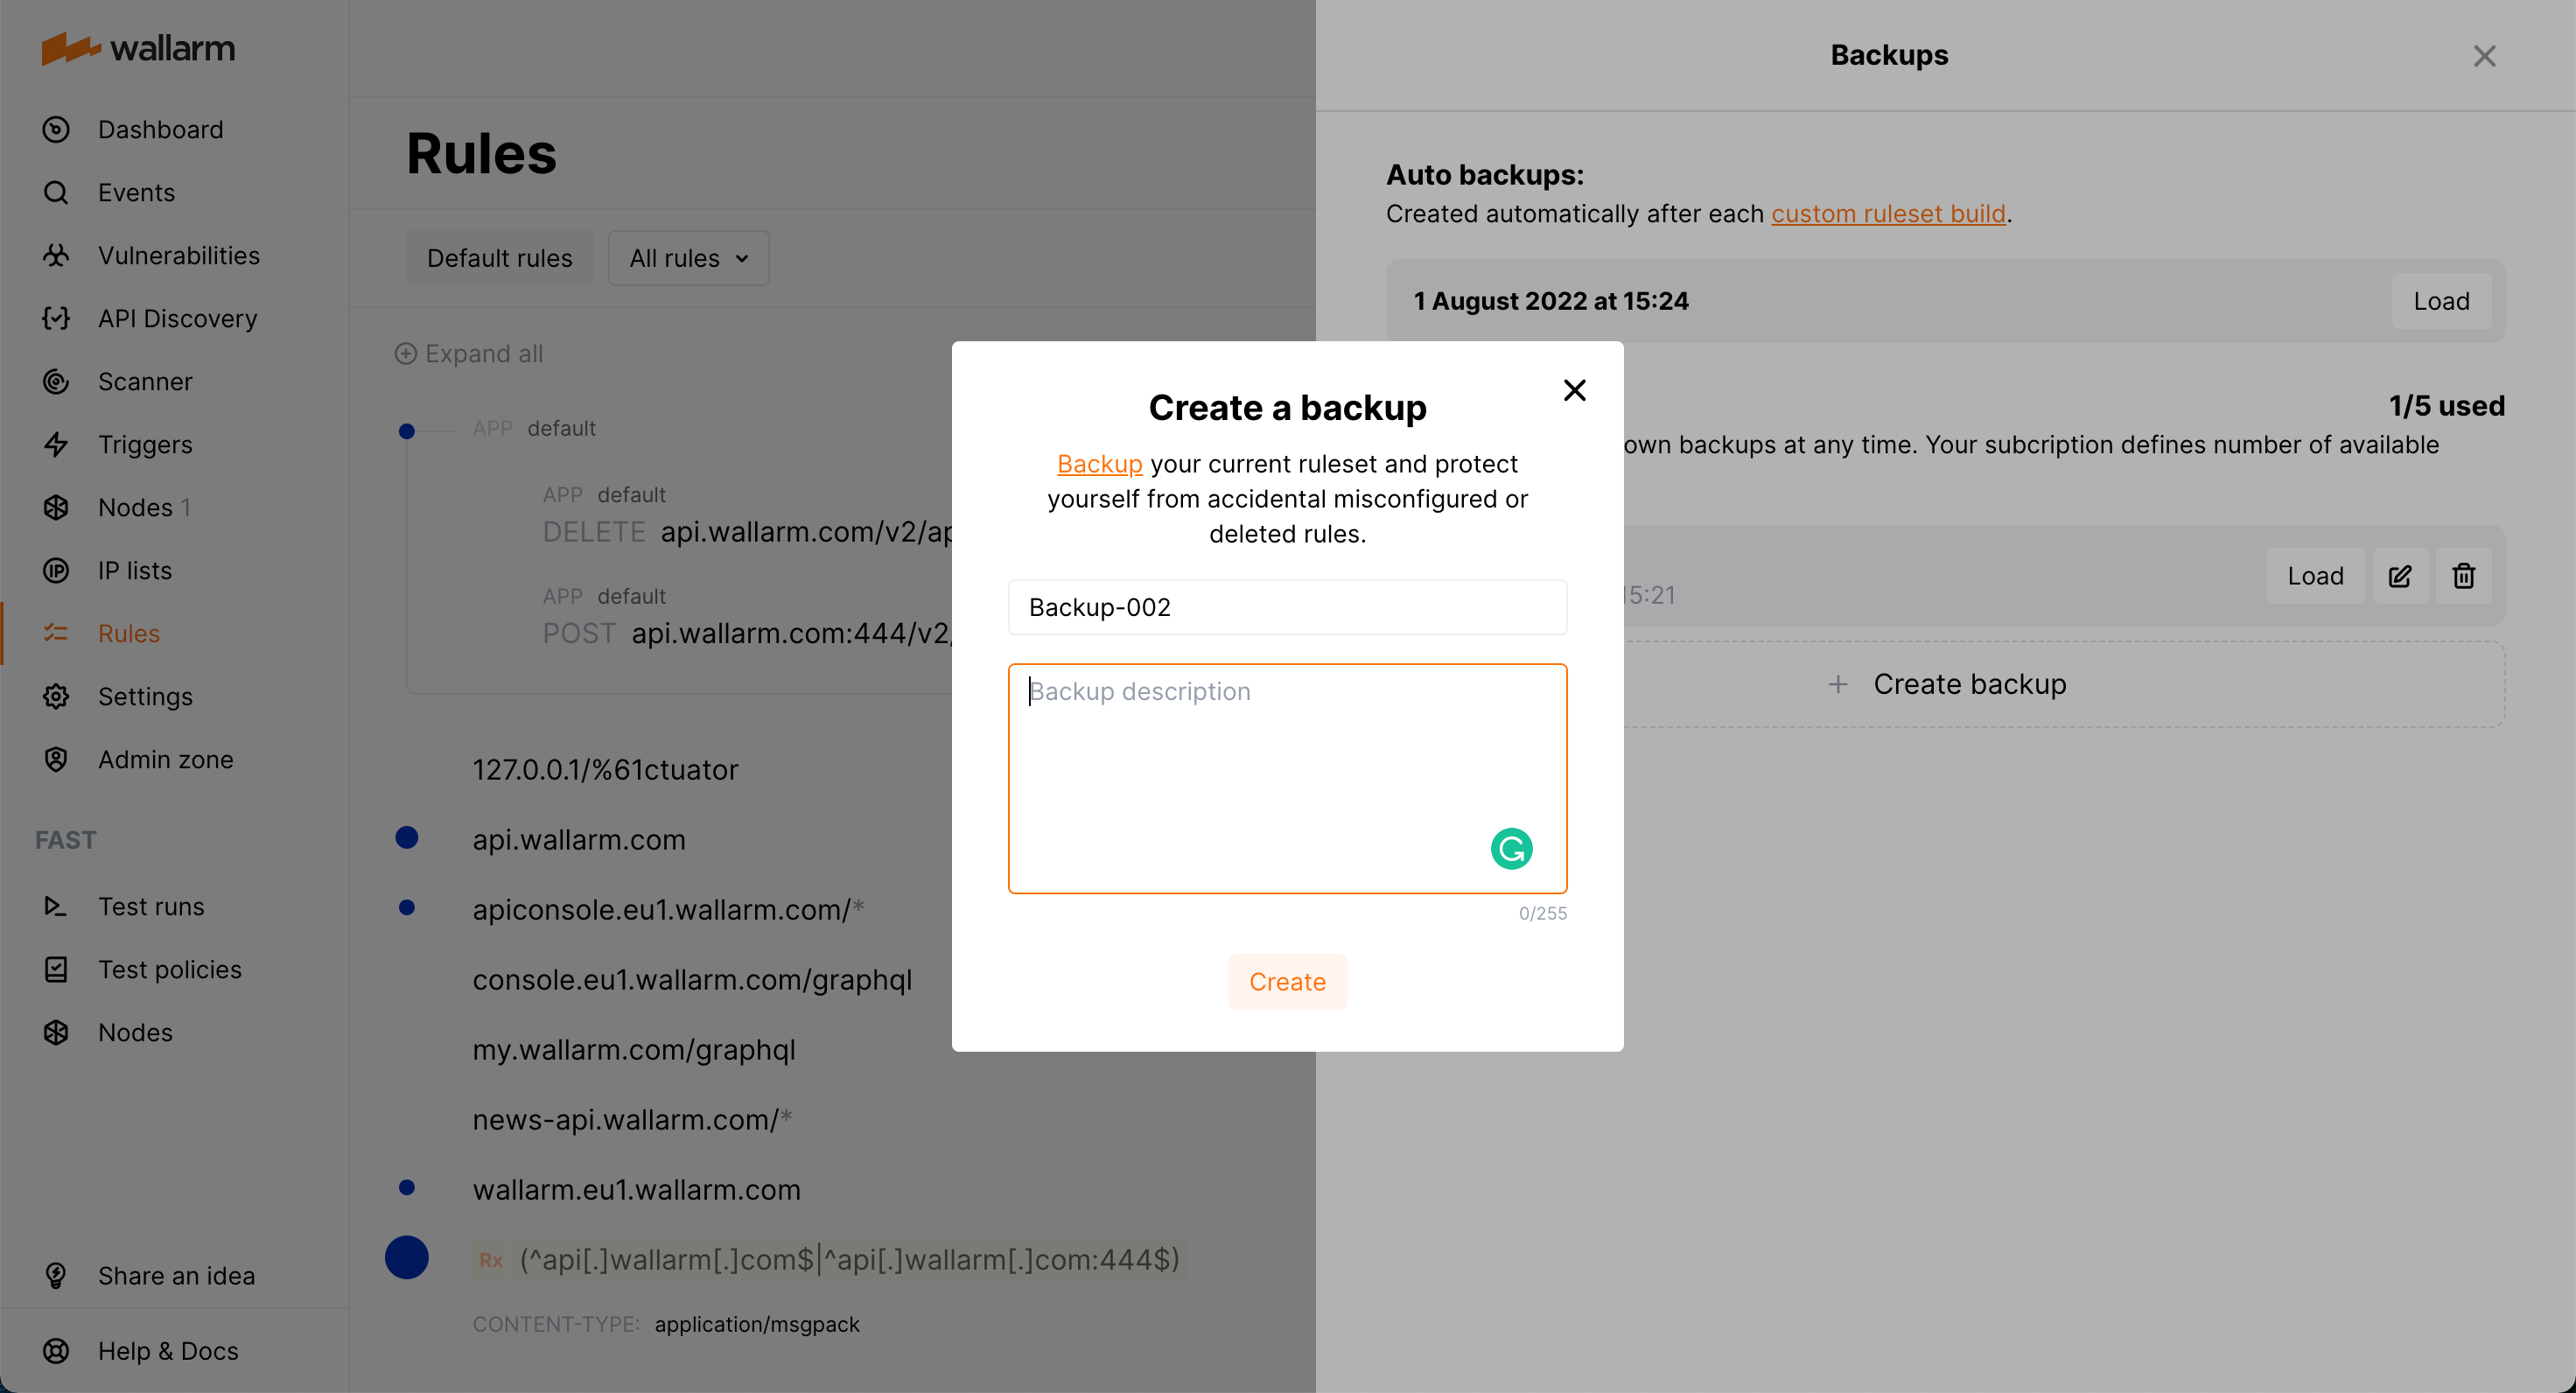 wallarm
Dashboard
Events
Vulnerabilities
API Discovery
Scanner
Triggers
Nodes 1
IP lists
Rules
Settings
Admin zone
FAST
Test runs
Test policies
Nodes
Share an idea
Help & Docs
Rules
Default rules
All rules
Expand all
APP default
APP default
DELETE api.wallarm.com/v2/ap
APP default
POST api.wallarm.com:444/v2/
127.0.0.1/%61ctuator
api.wallarm.com
apiconsole.eu1.wallarm.com/*
console.eu1.wallarm.com/graphql
my.wallarm.com/graphql
news-api.wallarm.com/*
wallarm.eu1.wallarm.com
Rx (^api[.]wallarm[.]com$|^api[.]wallarm[.]com:444$)
CONTENT-TYPE: application/msgpack
Create a backup
Backup your current ruleset and protect
yourself from accidental misconfigured or
deleted rules.
Backup-002
Backup description
0/255
Create
Backups
Auto backups:
Created automatically after each custom ruleset build.
1 August 2022 at 15:24
Load
1/5 used
own backups at any time. Your subcription defines number of available
15:21
Load
+ Create backup